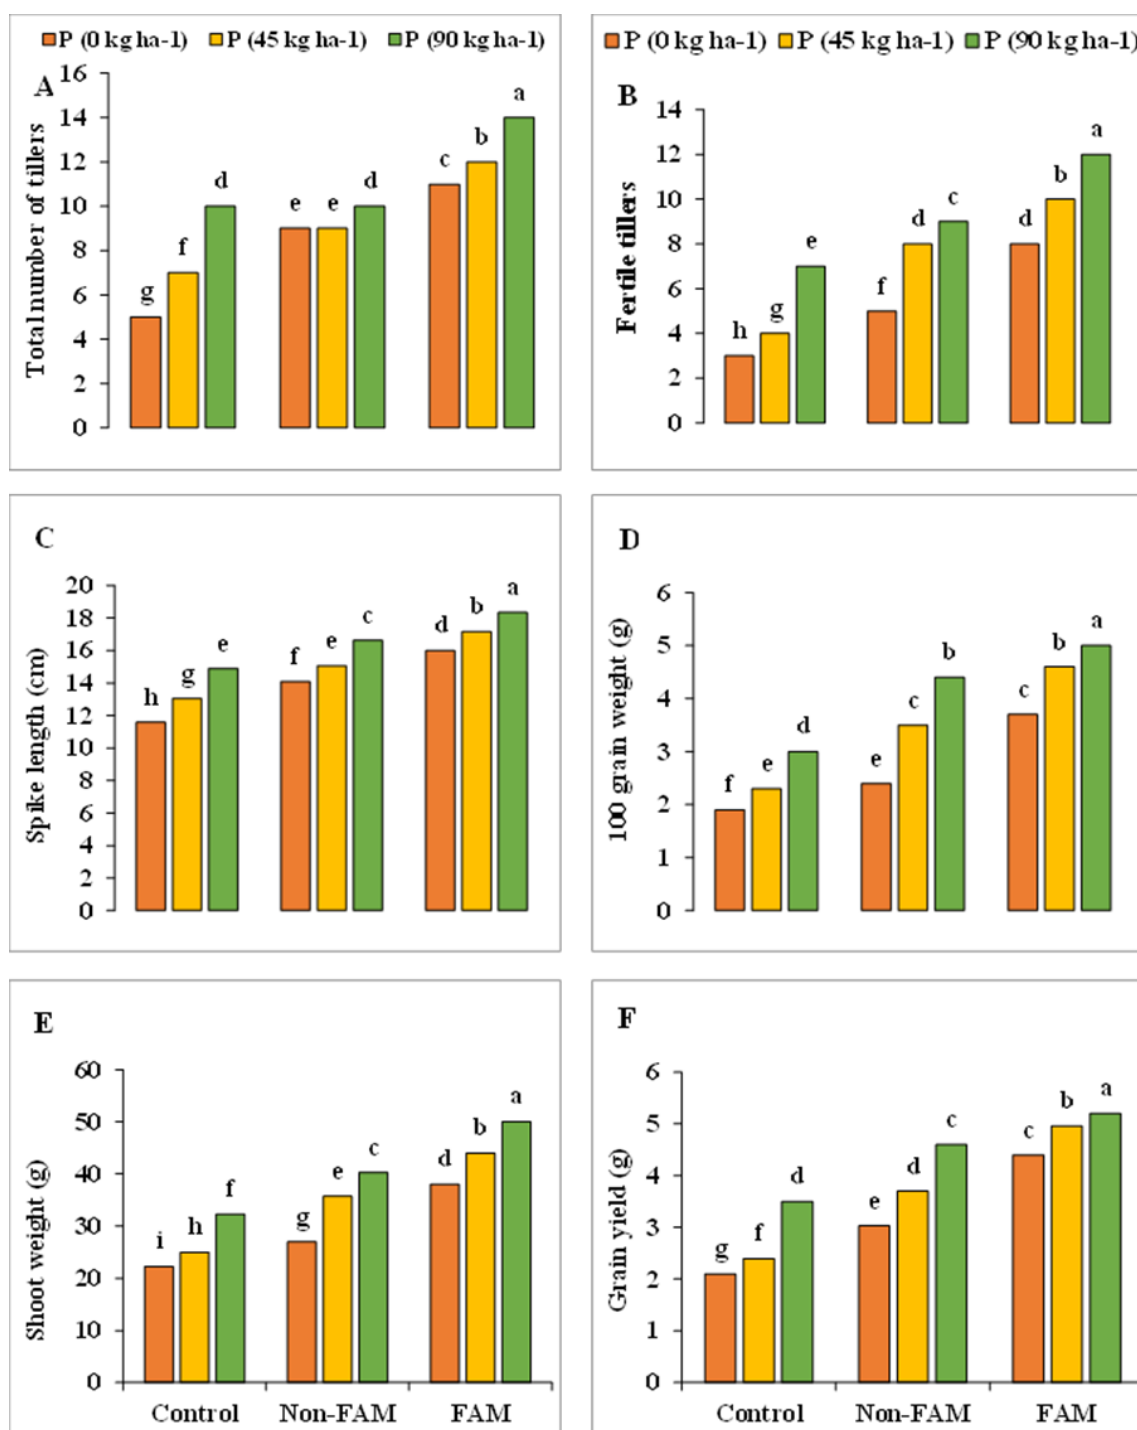 P (0 kg ha-1) P (45 kg ha-1) P (90 kg ha-1)
A
Total number of tillers
16
14
12
10
8
6
4
2
0
g f d e e d c b a
P (0 kg ha-1) P (45 kg ha-1) P (90 kg ha-1)
B
Fertile tillers
14
12
10
8
6
4
2
0
h g e f d c d b a
C
Spike length (cm)
20
18
16
14
12
10
8
6
4
2
0
h g e f e c d b a
D
100 grain weight (g)
6
5
4
3
2
1
0
f e d e c b c b a
E
Shoot weight (g)
60
50
40
30
20
10
0
i h f g e c d b a
Control Non-FAM FAM
F
Grain yield (g)
6
5
4
3
2
1
0
g f d e d c c b a
Control Non-FAM FAM